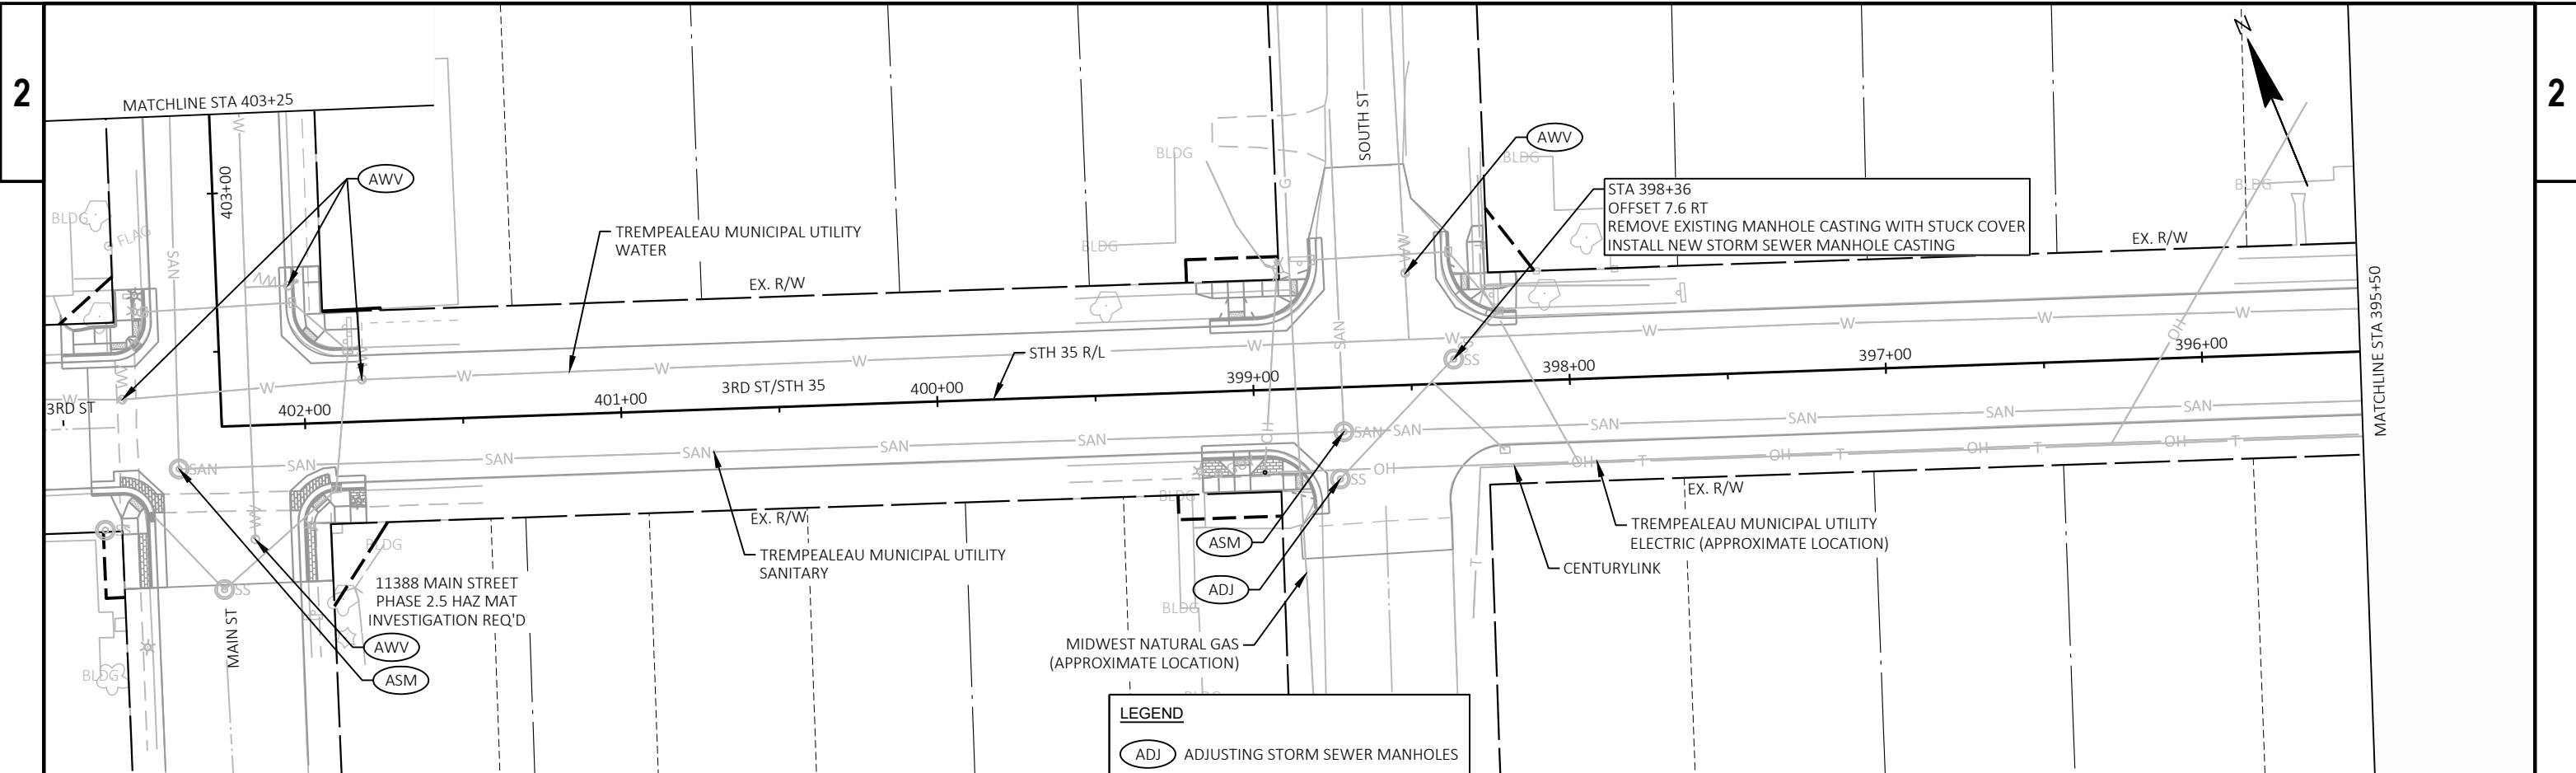 2
2
N
MATCHLINE STA 403+25
403+00
AWV
TREMPEALEAU MUNICIPAL UTILITY
WATER
EX. R/W
SOUTH ST
AWV
STA 398+36
OFFSET 7.6 RT
REMOVE EXISTING MANHOLE CASTING WITH STUCK COVER
INSTALL NEW STORM SEWER MANHOLE CASTING
EX. R/W
MATCHLINE STA 395+50
BLDG
FLAG
BLDG
BLDG
BLDG
BLDG
SAN
W
W
G
W
SAN
OH
3RD ST
W
W
W
W
W
W
W
W
W
W
W
STH 35 R/L
3RD ST/STH 35
402+00
401+00
400+00
399+00
398+00
397+00
396+00
SS
SAN
SAN
SAN
SAN
SAN
SAN
SAN
SAN
SAN
SAN
SAN
SAN
OH
OH
OH
T
OH
T
OH
T
OH
T
SS
EX. R/W
EX. R/W
TREMPEALEAU MUNICIPAL UTILITY
SANITARY
TREMPEALEAU MUNICIPAL UTILITY
ELECTRIC (APPROXIMATE LOCATION)
CENTURYLINK
ASM
ADJ
MIDWEST NATURAL GAS
(APPROXIMATE LOCATION)
11388 MAIN STREET
PHASE 2.5 HAZ MAT
INVESTIGATION REQ'D
AWV
ASM
MAIN ST
SS
W
T
BLDG
BLDG
BLDG
BLDG
LEGEND
ADJ ADJUSTING STORM SEWER MANHOLES